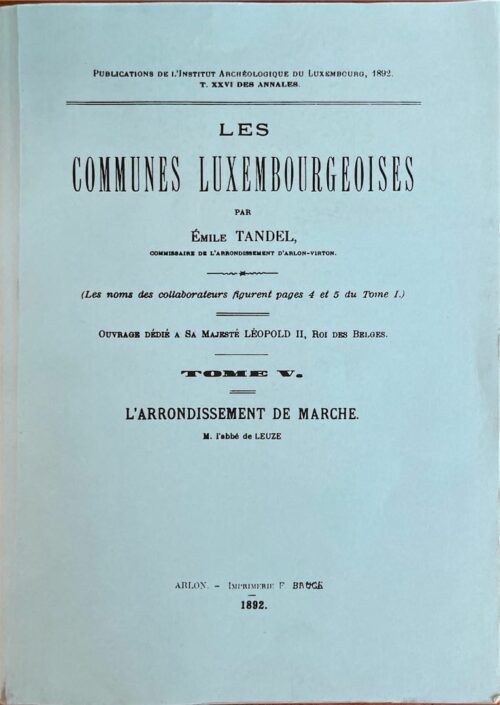 PUBLICATIONS DE L'INSTITUT ARCHÉOLOGIQUE DU LUXEMBOURG, 1892.
T. XXVI DES ANNALES.
LES
COMMUNES LUXEMBOURGEOISES
PAR
ÉMILE TANDEL,
COMMISSAIRE DE L'ARRONDISSEMENT D'ARLON-VIRTON.
(Les noms des collaborateurs figurent pages 4 et 5 du Tome I.)
OUVRAGE DÉDIÉ A SA MAJESTÉ LÉOPOLD II, ROI DES BELGES.
TOME V.
L'ARRONDISSEMENT DE MARCHE.
M. l'abbé de LEUZE
ARLON. – IMPRIMERIE F. BRÜCK
1892.